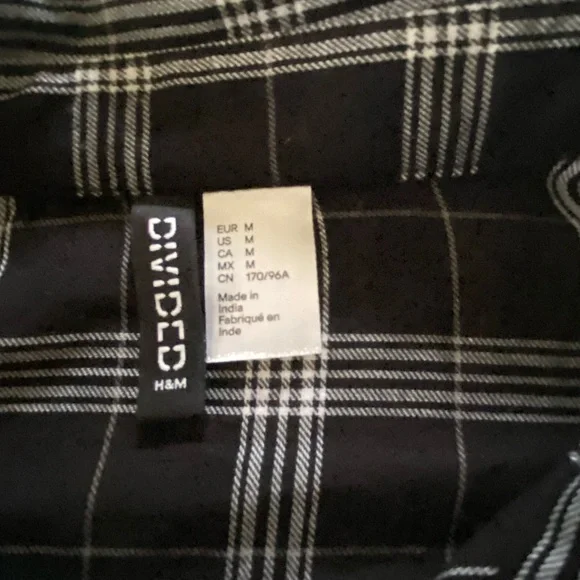 DIVIDED
H&M
EUR M
US M
CA M
MX M
CN 170/96A
Made in
India
Fabriqué en
Inde